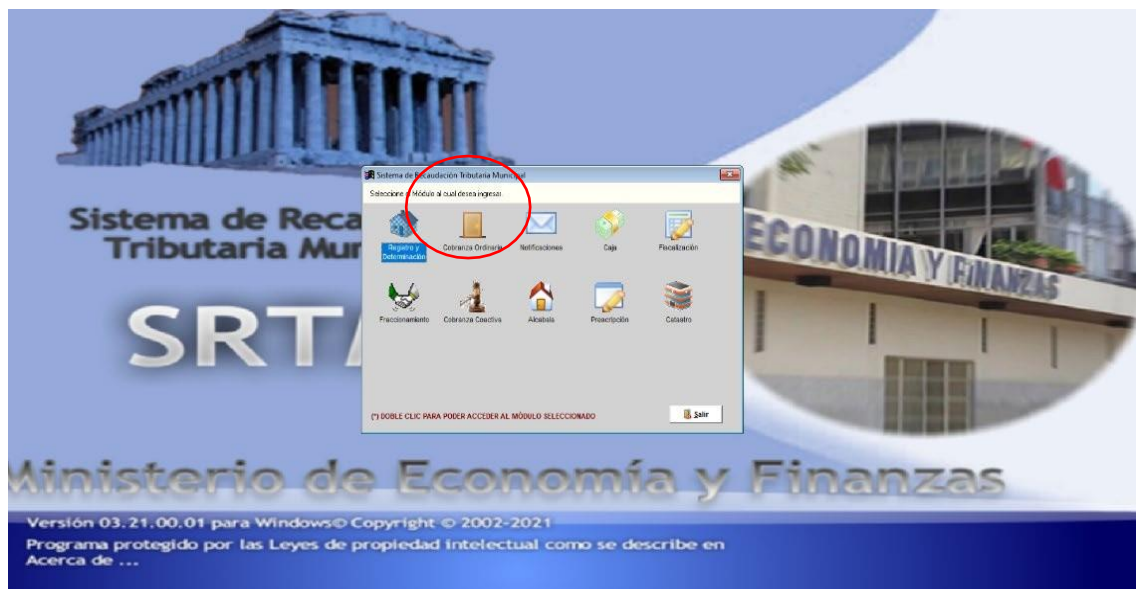 Sistema de Reca
Tributaria Mun
SRTA
Sistema de Recaudación Tributaria Municipal
Seleccione el Módulo al cual desea ingresar.
Registro y
Determinación
Cobranza Ordinaria
Notificaciones
Caja
Fiscalización
Fraccionamiento
Cobranza Coactiva
Alcabala
Prescripción
Catastro
(*) DOBLE CLIC PARA PODER ACCEDER AL MÓDULO SELECCIONADO
Salir
ECONOMIA Y FINANZAS
Ministerio de Economía y Finanzas
Versión 03.21.00.01 para Windows© Copyright © 2002-2021
Programa protegido por las Leyes de propiedad intelectual como se describe en
Acerca de ...